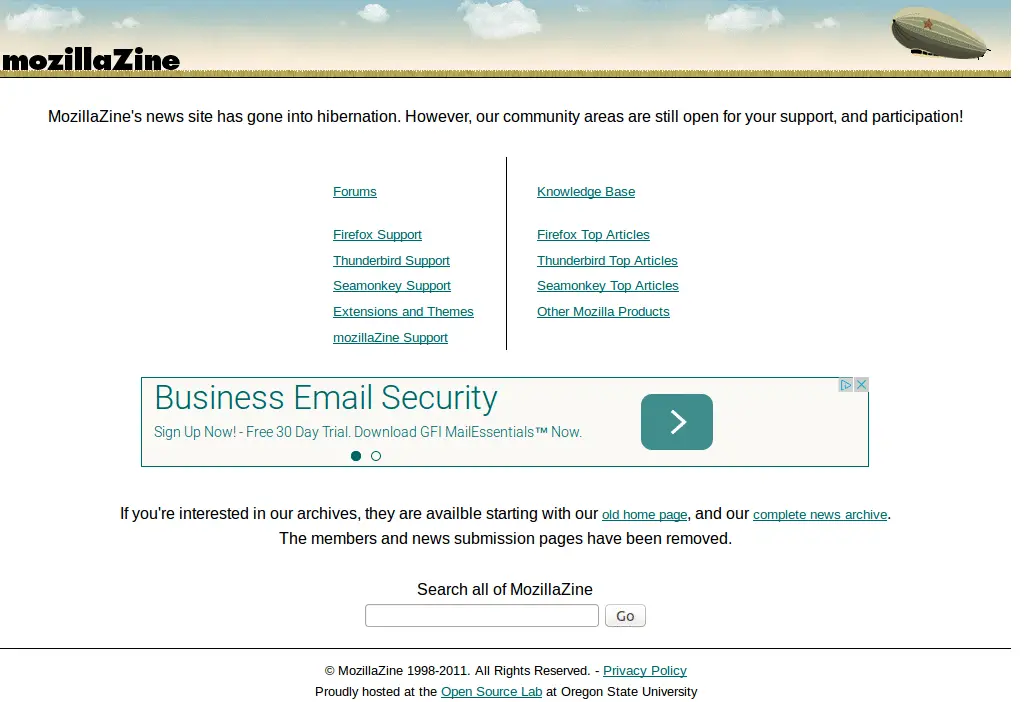 mozillaZine
MozillaZine's news site has gone into hibernation. However, our community areas are still open for your support, and participation!
Forums
Firefox Support
Thunderbird Support
Seamonkey Support
Extensions and Themes
mozillaZine Support
Knowledge Base
Firefox Top Articles
Thunderbird Top Articles
Seamonkey Top Articles
Other Mozilla Products
Business Email Security
Sign Up Now! - Free 30 Day Trial. Download GFI MailEssentials™ Now.
If you're interested in our archives, they are availble starting with our old home page, and our complete news archive.
The members and news submission pages have been removed.
Search all of MozillaZine
Go
© MozillaZine 1998-2011. All Rights Reserved. - Privacy Policy
Proudly hosted at the Open Source Lab at Oregon State University